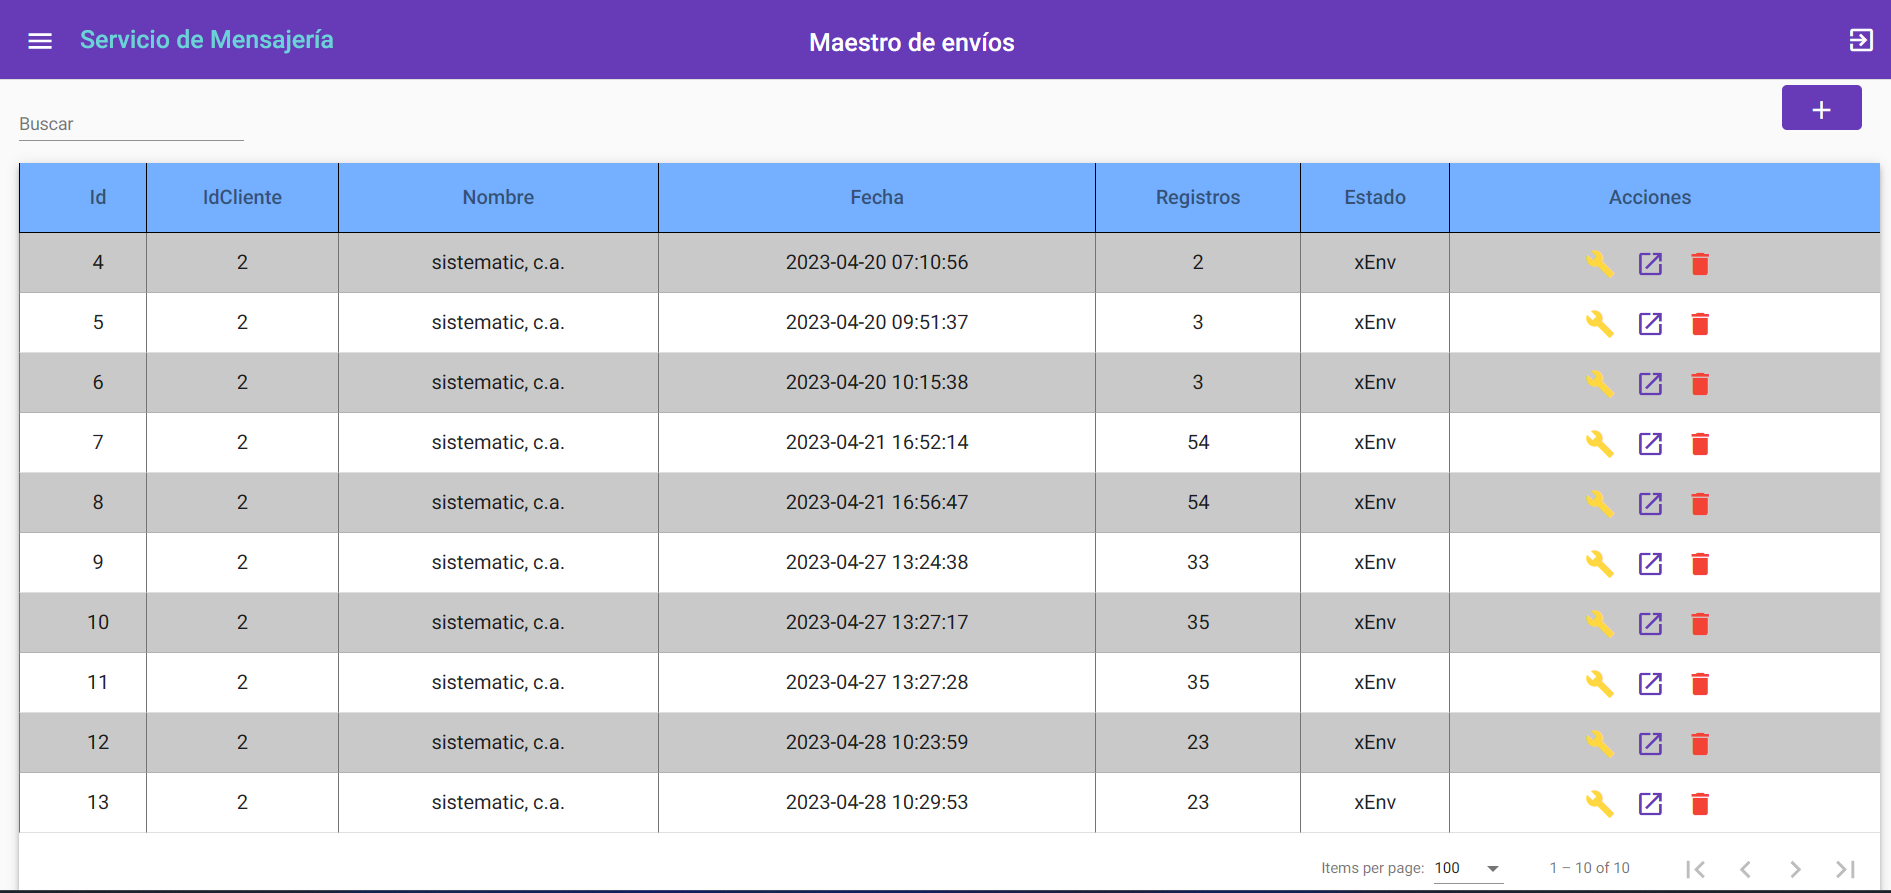 Servicio de Mensajería
Maestro de envíos
Buscar
Id IdCliente Nombre Fecha Registros Estado Acciones
4 2 sistematic, c.a. 2023-04-20 07:10:56 2 xEnv
5 2 sistematic, c.a. 2023-04-20 09:51:37 3 xEnv
6 2 sistematic, c.a. 2023-04-20 10:15:38 3 xEnv
7 2 sistematic, c.a. 2023-04-21 16:52:14 54 xEnv
8 2 sistematic, c.a. 2023-04-21 16:56:47 54 xEnv
9 2 sistematic, c.a. 2023-04-27 13:24:38 33 xEnv
10 2 sistematic, c.a. 2023-04-27 13:27:17 35 xEnv
11 2 sistematic, c.a. 2023-04-27 13:27:28 35 xEnv
12 2 sistematic, c.a. 2023-04-28 10:23:59 23 xEnv
13 2 sistematic, c.a. 2023-04-28 10:29:53 23 xEnv
Items per page: 100 1 – 10 of 10